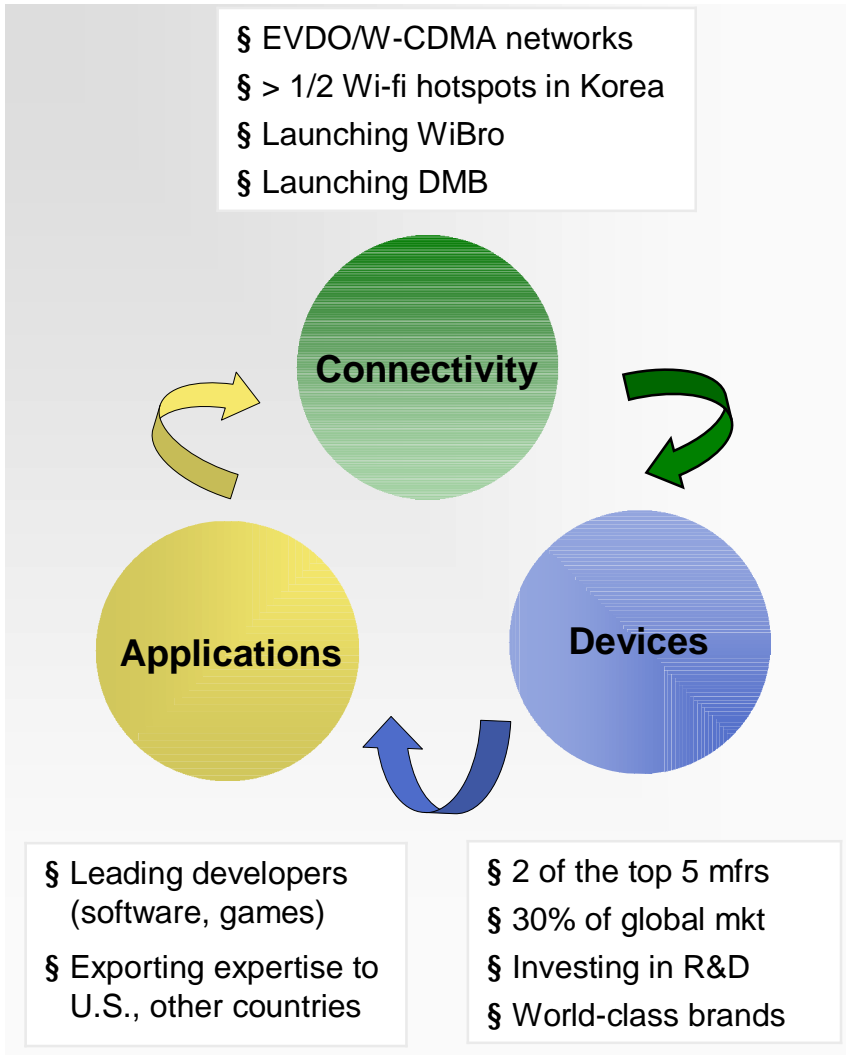 § EVDO/W-CDMA networks
§ > 1/2 Wi-fi hotspots in Korea
§ Launching WiBro
§ Launching DMB
Connectivity
Applications
Devices
§ Leading developers
(software, games)
§ Exporting expertise to
U.S., other countries
§ 2 of the top 5 mfrs
§ 30% of global mkt
§ Investing in R&D
§ World-class brands